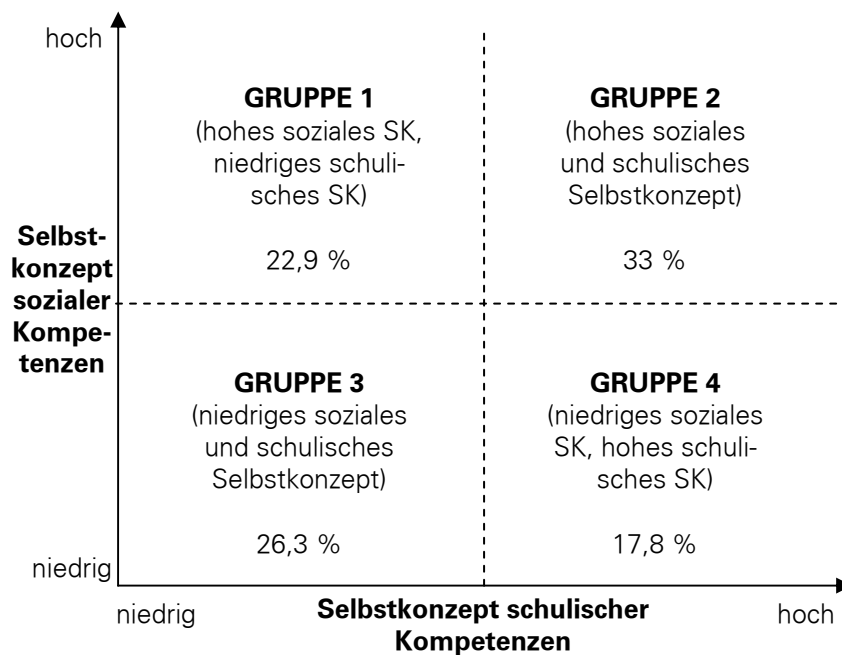 hoch
GRUPPE 1
(hohes soziales SK,
niedriges schuli-
sches SK)
22,9 %
GRUPPE 2
(hohes soziales
und schulisches
Selbstkonzept)
33 %
Selbst-
konzept
sozialer
Kompe-
tenzen
GRUPPE 3
(niedriges soziales
und schulisches
Selbstkonzept)
26,3 %
GRUPPE 4
(niedriges soziales
SK, hohes schuli-
sches SK)
17,8 %
niedrig
niedrig
Selbstkonzept schulischer
Kompetenzen
hoch